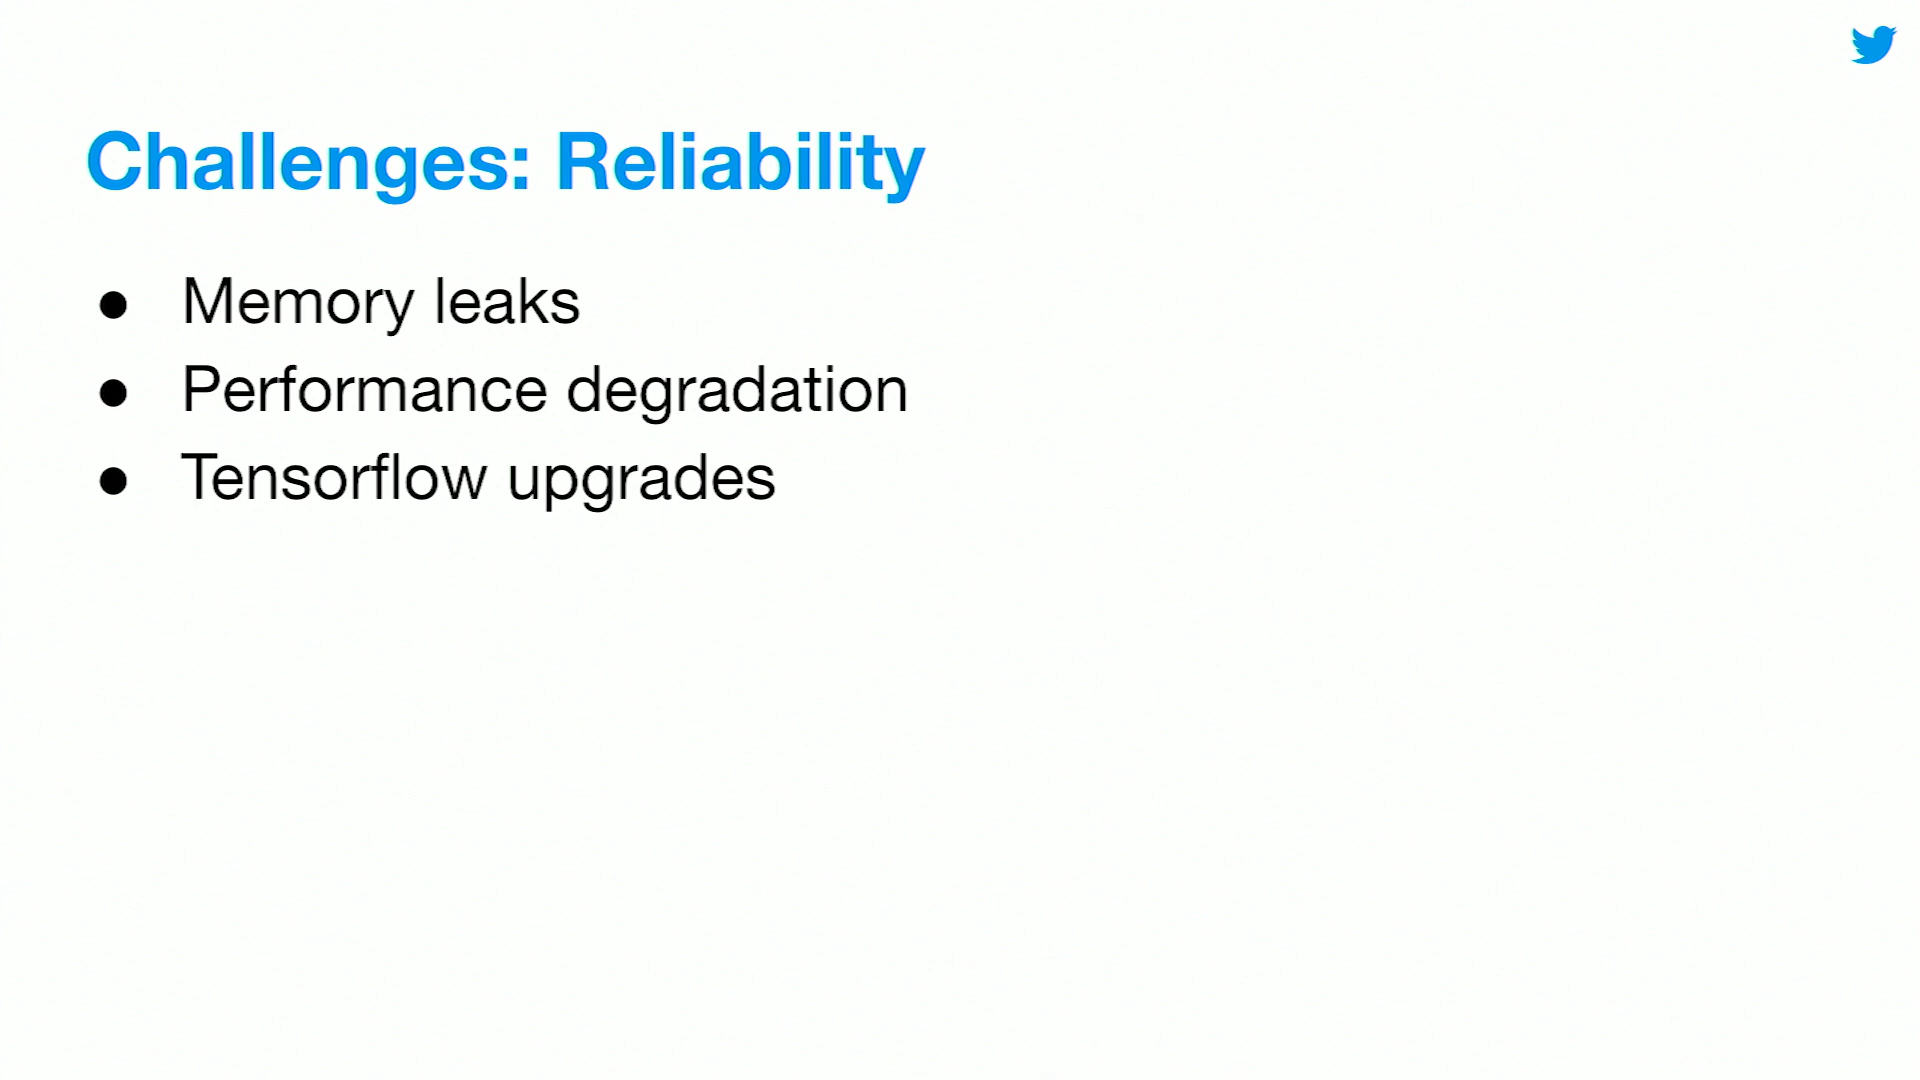 Challenges: Reliability
● Memory leaks
● Performance degradation
● Tensorflow upgrades